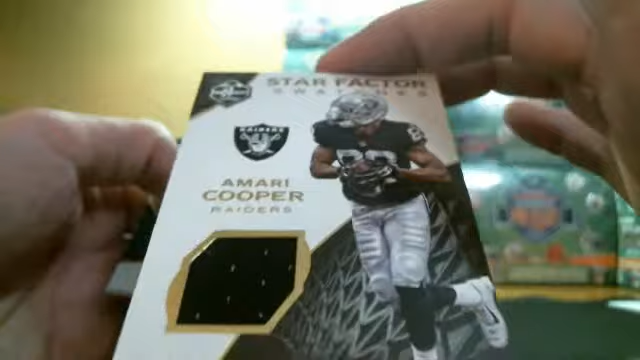 STAR FACTOR
SWATCHES
RAIDERS
AMARI
COOPER
RAIDERS